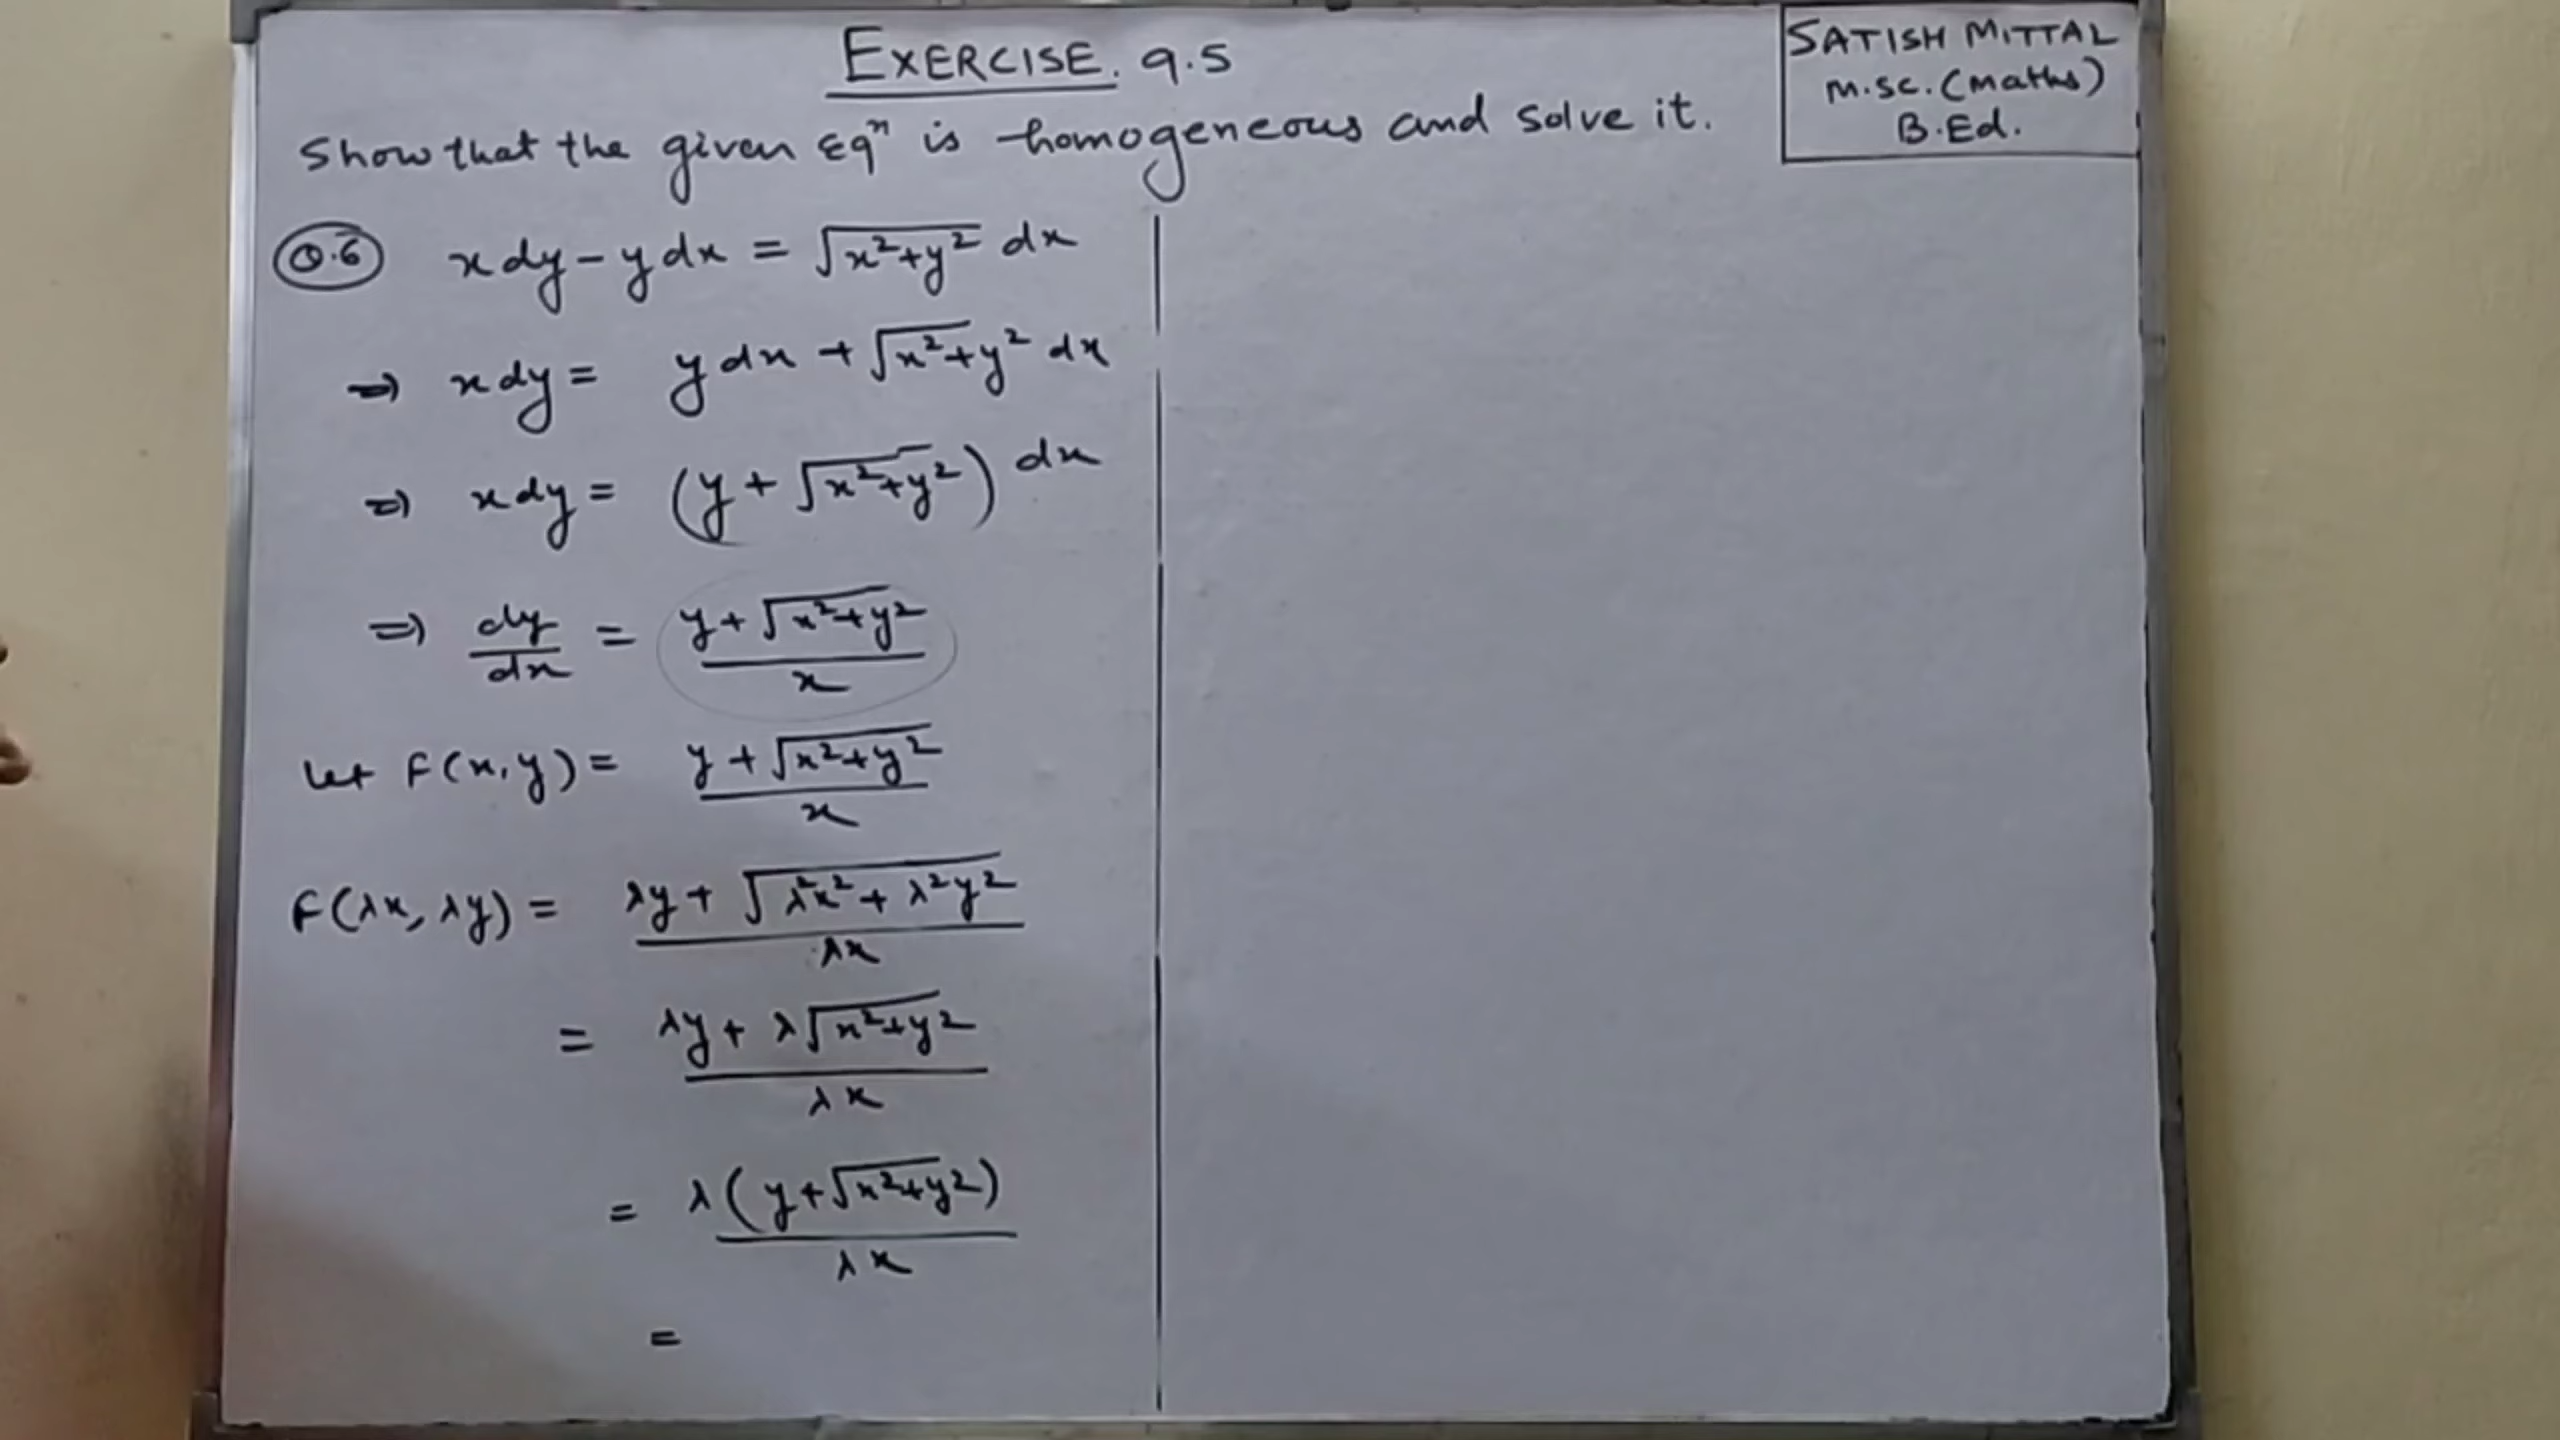 EXERCISE. 9.5
SATISH MITTAL
M.Sc. (Maths)
B.Ed.
Show that the given Eqⁿ is homogeneous and solve it.
Q.6 x dy - y dx = √(x²+y²) dx
⇒ x dy = y dx + √(x²+y²) dx
⇒ x dy = (y + √(x²+y²)) dx
⇒ dy/dx = (y + √(x²+y²))/x
Let F(x,y) = (y + √(x²+y²))/x
F(λx, λy) = (λy + √(λ²x² + λ²y²))/λx
= (λy + λ√(x²+y²))/λx
= λ(y + √(x²+y²))/λx
=